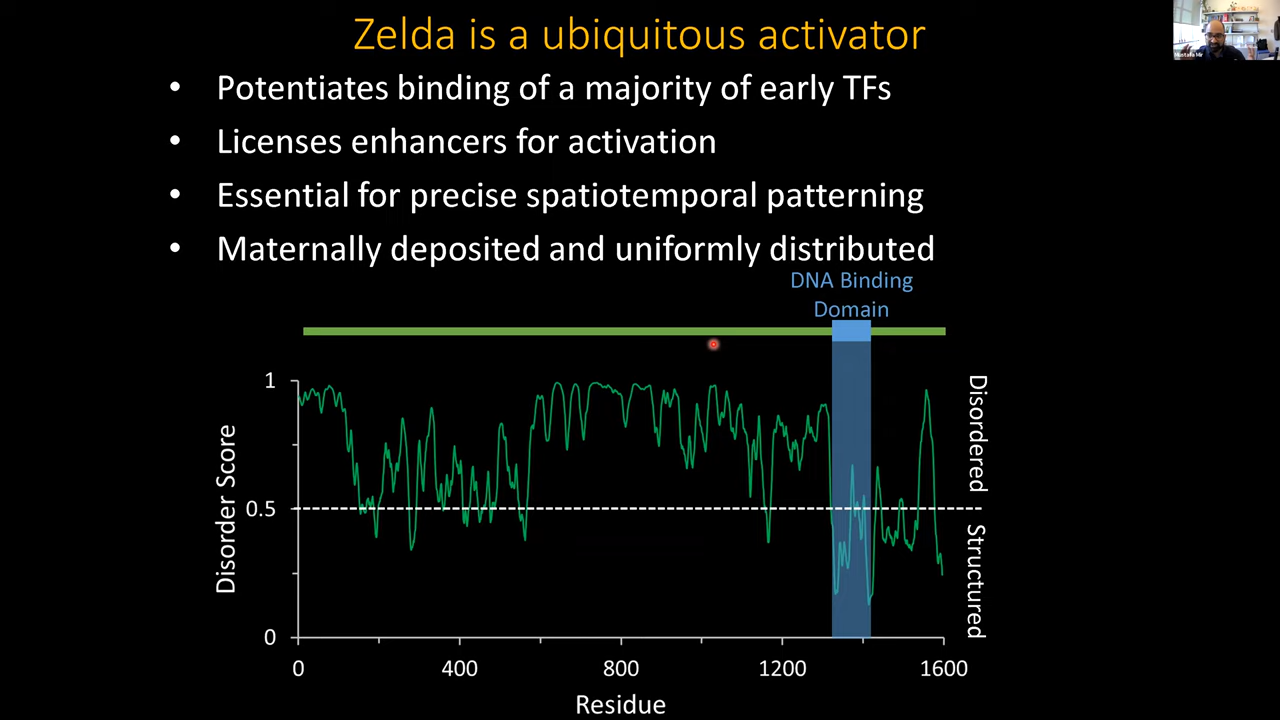 Zelda is a ubiquitous activator
Mustafa Mir
• Potentiates binding of a majority of early TFs
• Licenses enhancers for activation
• Essential for precise spatiotemporal patterning
• Maternally deposited and uniformly distributed
DNA Binding
Domain
1
0.5
0
Disorder Score
Disordered
Structured
0
400
800
1200
1600
Residue